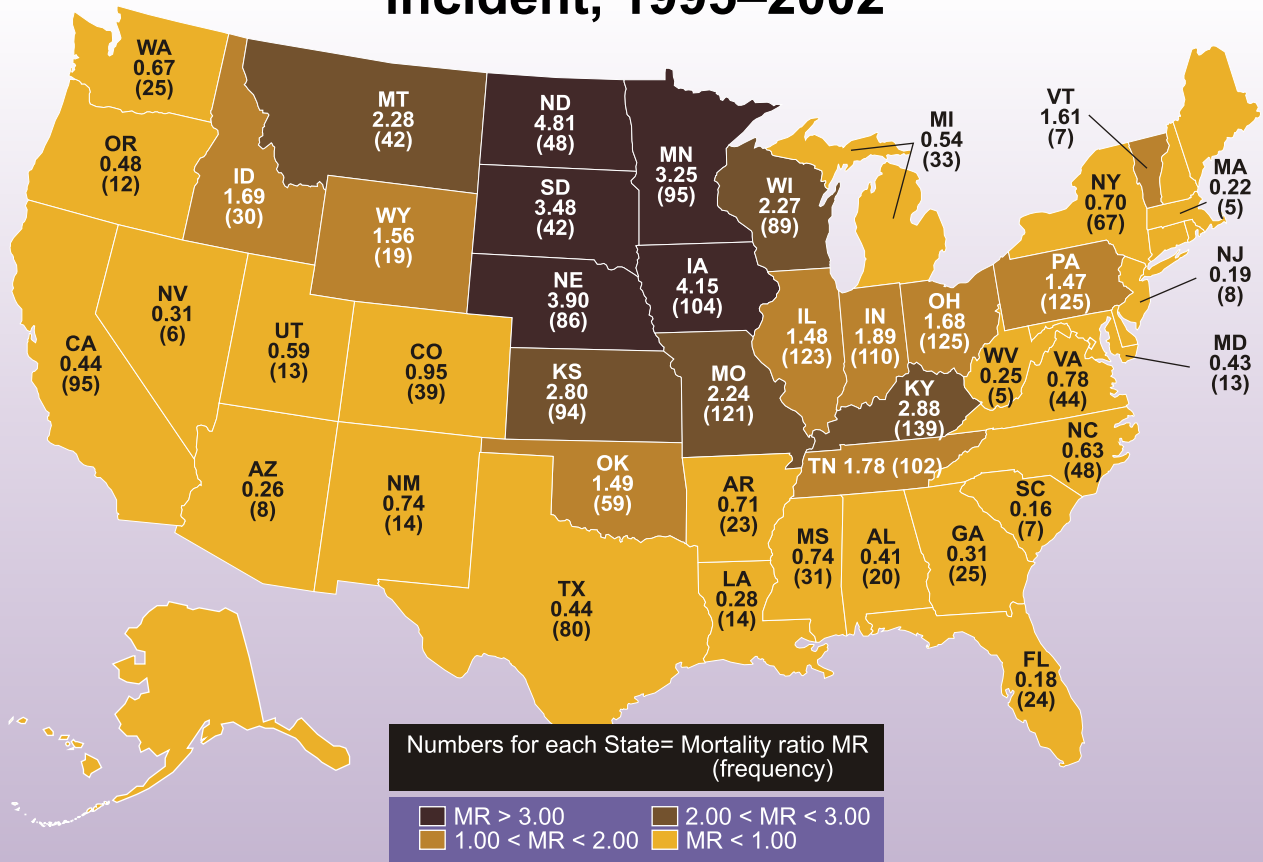 incident, 1995–2002
WA
0.67
(25)
OR
0.48
(12)
ID
1.69
(30)
MT
2.28
(42)
WY
1.56
(19)
ND
4.81
(48)
SD
3.48
(42)
NE
3.90
(86)
MN
3.25
(95)
IA
4.15
(104)
WI
2.27
(89)
MI
0.54
(33)
VT
1.61
(7)
NY
0.70
(67)
MA
0.22
(5)
NJ
0.19
(8)
PA
1.47
(125)
MD
0.43
(13)
CA
0.44
(95)
NV
0.31
(6)
UT
0.59
(13)
CO
0.95
(39)
KS
2.80
(94)
MO
2.24
(121)
IL
1.48
(123)
IN
1.89
(110)
OH
1.68
(125)
WV
0.25
(5)
VA
0.78
(44)
KY
2.88
(139)
NC
0.63
(48)
TN 1.78 (102)
AZ
0.26
(8)
NM
0.74
(14)
OK
1.49
(59)
AR
0.71
(23)
SC
0.16
(7)
MS
0.74
(31)
AL
0.41
(20)
GA
0.31
(25)
TX
0.44
(80)
LA
0.28
(14)
FL
0.18
(24)
Numbers for each State= Mortality ratio MR
(frequency)
MR > 3.00
2.00 < MR < 3.00
1.00 < MR < 2.00
MR < 1.00